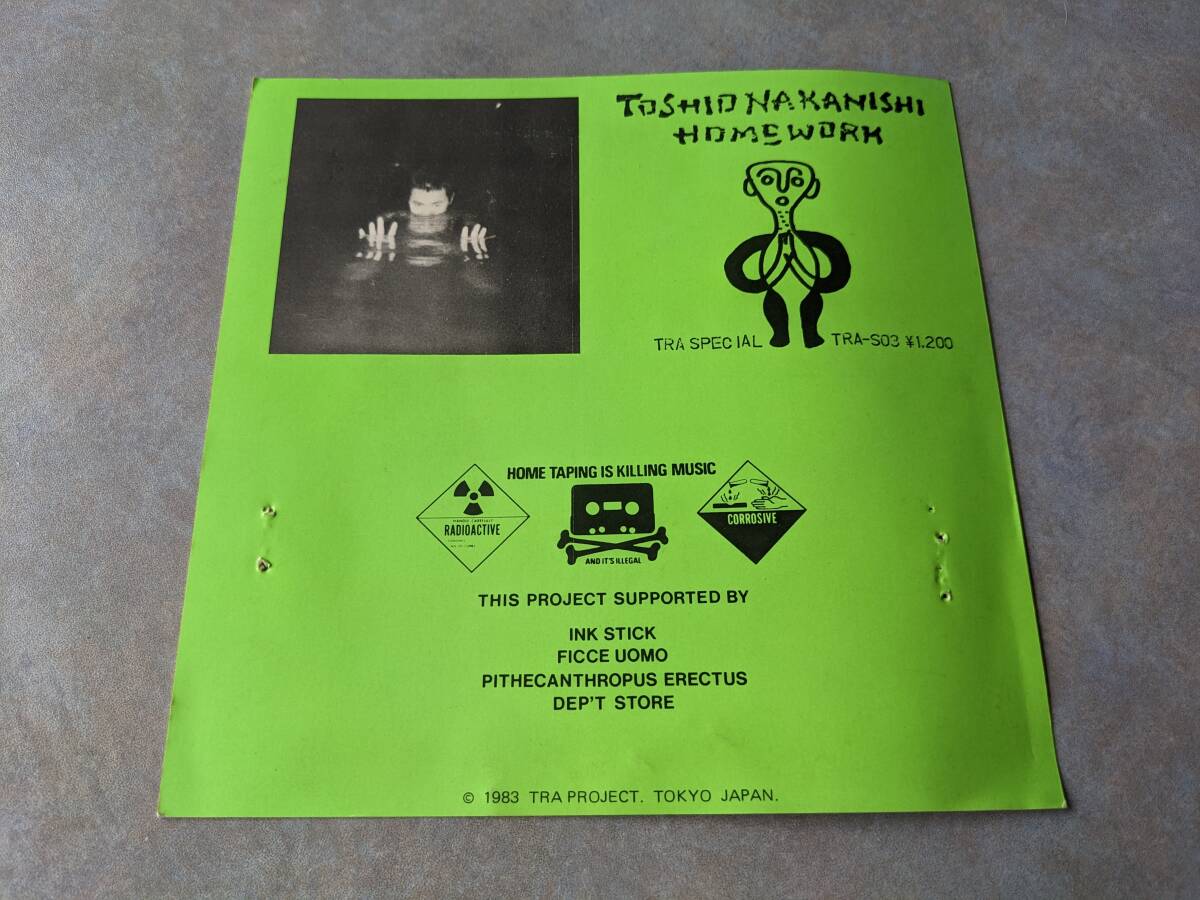 TOSHIO NAKANISHI
HOMEWORK
TRA SPECIAL
TRA-S03 ¥1.200
HOME TAPING IS KILLING MUSIC
RADIOACTIVE
CORROSIVE
AND IT'S ILLEGAL
THIS PROJECT SUPPORTED BY
INK STICK
FICCE UOMO
PITHECANTHROPUS ERECTUS
DEP'T STORE
© 1983 TRA PROJECT. TOKYO JAPAN.